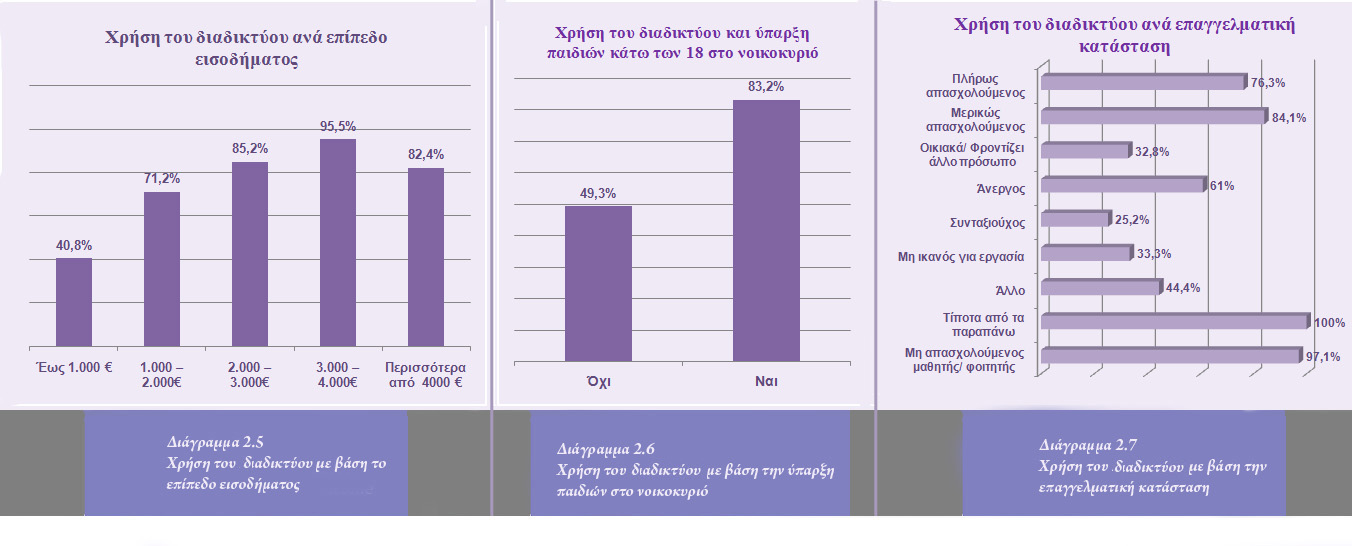 Χρήση του διαδικτύου ανά επίπεδο
εισοδήματος
40,8%
71,2%
85,2%
95,5%
82,4%
Έως 1.000 €
1.000 –
2.000€
2.000 –
3.000€
3.000 –
4.000€
Περισσότερα
από 4000 €
Διάγραμμα 2.5
Χρήση του διαδικτύου με βάση το
επίπεδο εισοδήματος
Χρήση του διαδικτύου και ύπαρξη
παιδιών κάτω των 18 στο νοικοκυριό
49,3%
83,2%
Όχι
Ναι
Διάγραμμα 2.6
Χρήση του διαδικτύου με βάση την ύπαρξη
παιδιών στο νοικοκυριό
Χρήση του διαδικτύου ανά επαγγελματική
κατάσταση
Πλήρως
απασχολούμενος
76,3%
Μερικώς
απασχολούμενος
84,1%
Οικιακά/ Φροντίζει
άλλο πρόσωπο
32,8%
Άνεργος
61%
Συνταξιούχος
25,2%
Μη ικανός για εργασία
33,3%
Άλλο
44,4%
Τίποτα από τα
παραπάνω
100%
Μη απασχολούμενος
μαθητής/ φοιτητής
97,1%
Διάγραμμα 2.7
Χρήση του διαδικτύου με βάση την
επαγγελματική κατάσταση